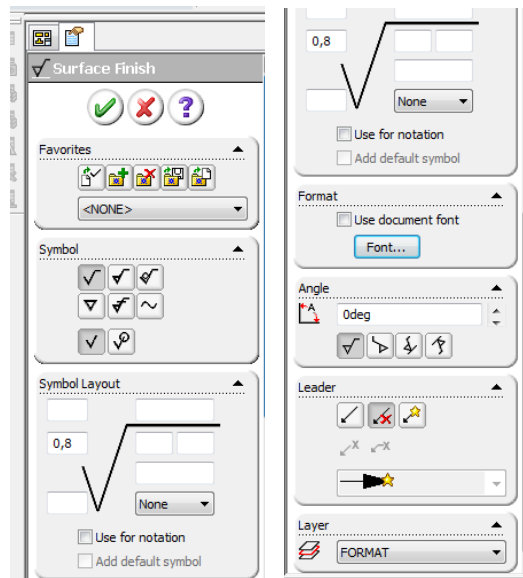 Surface Finish
?
Favorites
<NONE>
Symbol
Symbol Layout
0,8
None
Use for notation
Add default symbol
0,8
None
Use for notation
Add default symbol
Format
Use document font
Font...
Angle
A
0deg
Leader
X X
Layer
FORMAT